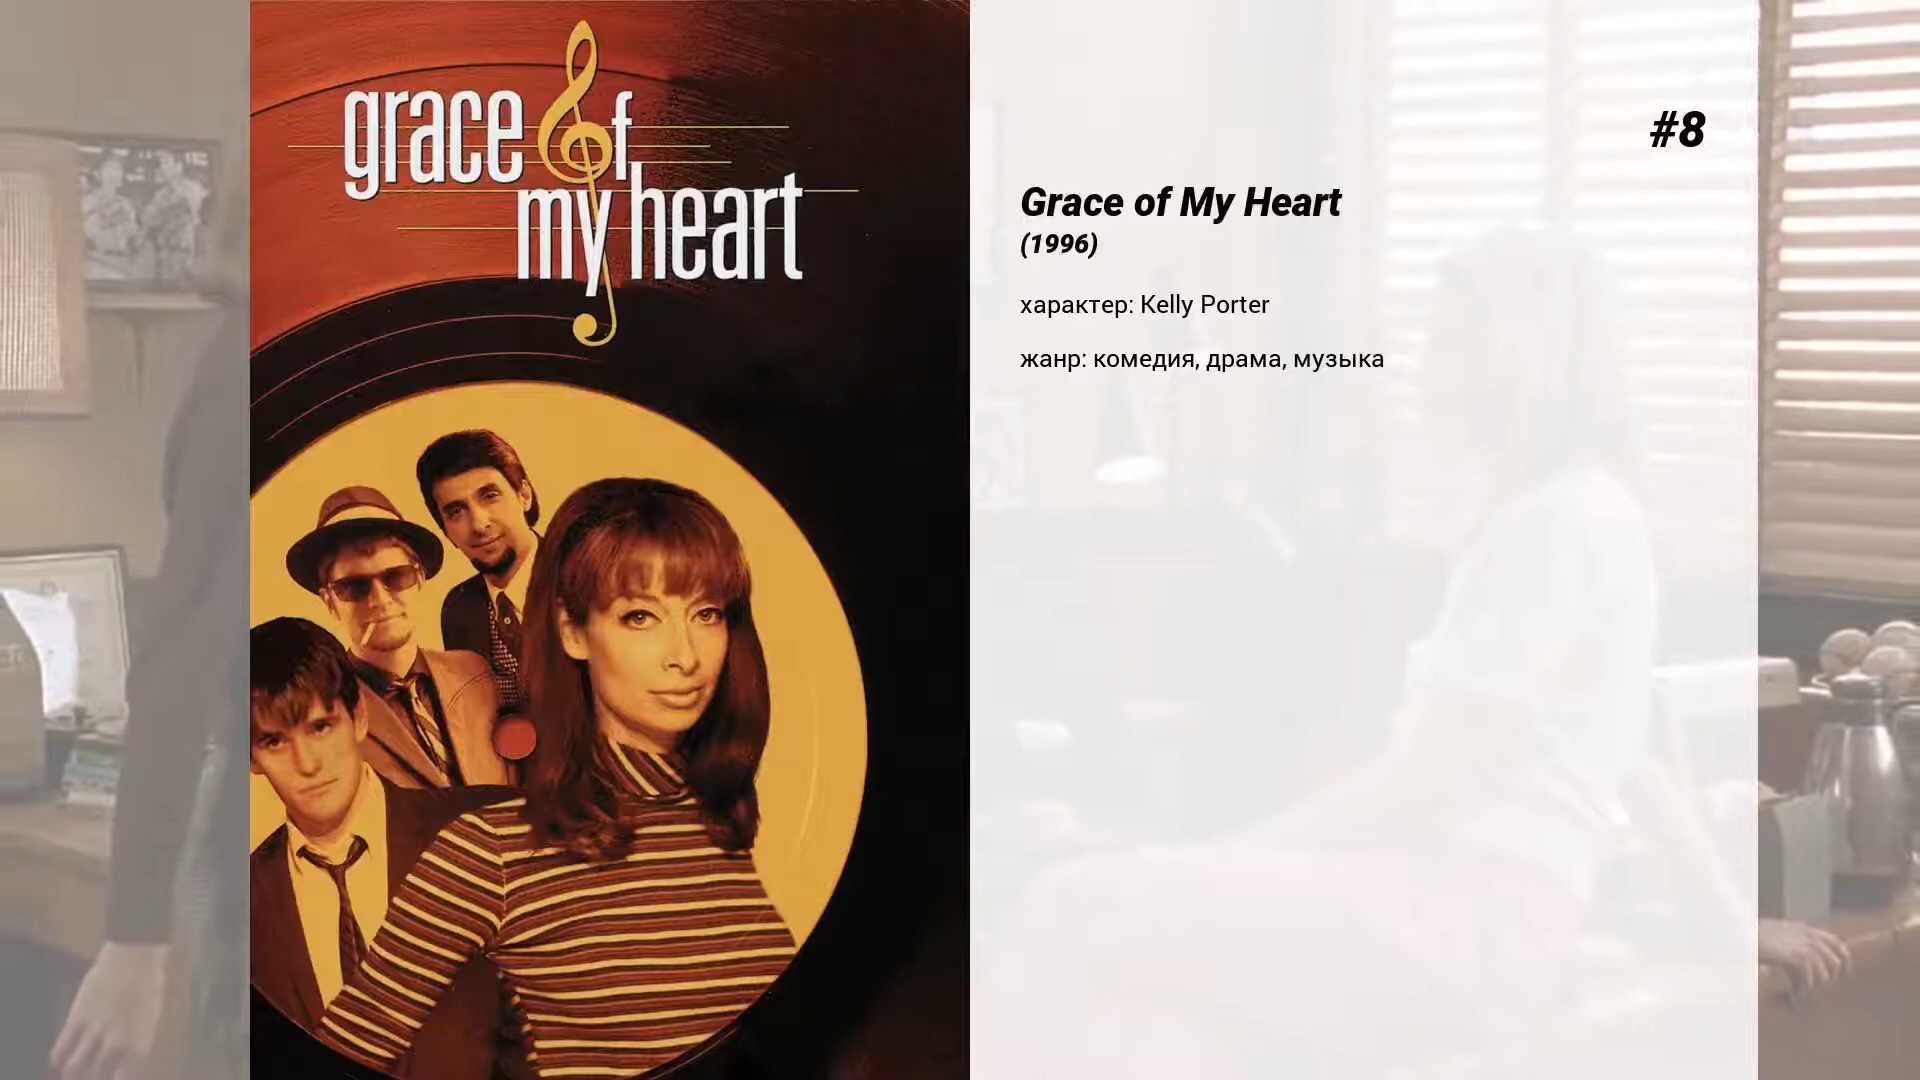 grace of
my heart
#8
Grace of My Heart
(1996)
характер: Kelly Porter
жанр: комедия, драма, музыка